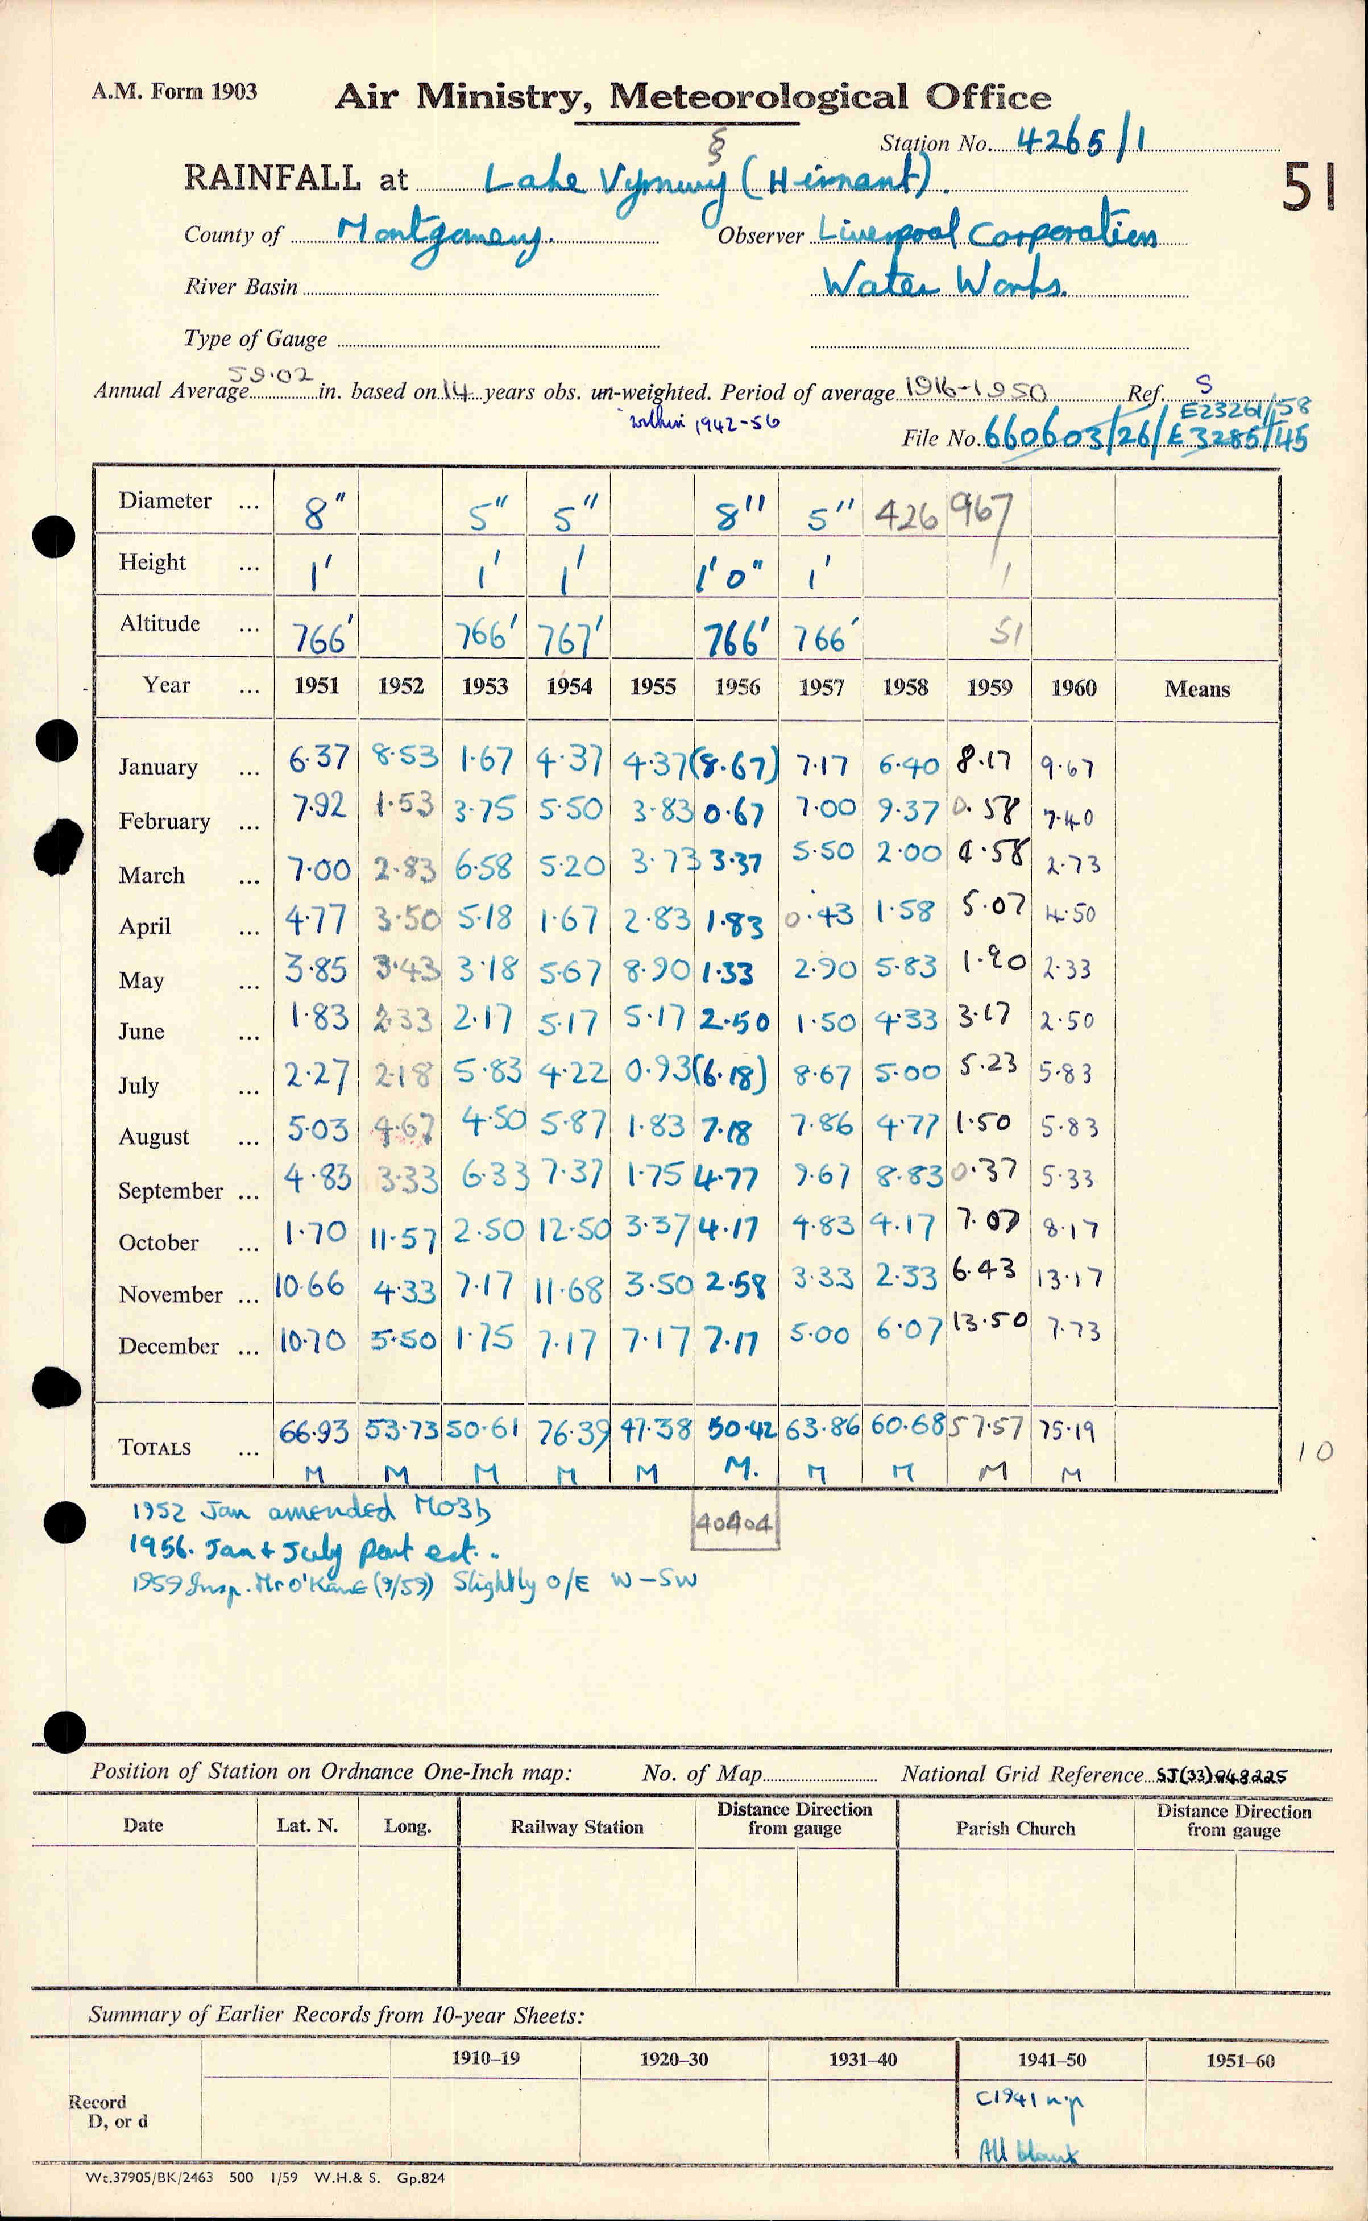 A.M. Form 1903
Air Ministry, Meteorological Office
§
Station No. 4265/1
RAINFALL at Lake Vyrnwy (Hirnant).
51
County of Montgomery. Observer Liverpool Corporation
River Basin Water Works.
Type of Gauge
Annual Average 59.02 in. based on 14 years obs. un-weighted. Period of average 1916-1950 Ref. S
within 1942-56 E23261/58
File No. 660603/26/E3285/45
Diameter ... 8" 5" 5" 8" 5" 426 967
Height ... 1' 1' 1' 1'0" 1' /1
Altitude ... 766' 766' 767' 766' 766' 51
Year ... 1951 1952 1953 1954 1955 1956 1957 1958 1959 1960 Means
January ... 6.37 8.53 1.67 4.37 4.37 (8.67) 7.17 6.40 8.17 9.67
February ... 7.92 1.53 3.75 5.50 3.83 0.67 7.00 9.37 0.58 7.40
March ... 7.00 2.83 6.58 5.20 3.73 3.37 5.50 2.00 4.58 2.73
April ... 4.77 3.50 5.18 1.67 2.83 1.83 0.43 1.58 5.07 4.50
May ... 3.85 3.43 3.18 5.67 8.90 1.33 2.90 5.83 1.90 2.33
June ... 1.83 2.33 2.17 5.17 5.17 2.50 1.50 4.33 3.17 2.50
July ... 2.27 2.18 5.83 4.22 0.93 (6.18) 8.67 5.00 5.23 5.83
August ... 5.03 4.67 4.50 5.87 1.83 7.18 7.86 4.77 1.50 5.83
September ... 4.83 3.33 6.33 7.37 1.75 4.77 9.67 8.83 0.37 5.33
October ... 1.70 11.57 2.50 12.50 3.37 4.17 4.83 4.17 7.07 8.17
November ... 10.66 4.33 7.17 11.68 3.50 2.58 3.33 2.33 6.43 13.17
December ... 10.70 5.50 1.75 7.17 7.17 7.17 5.00 6.07 13.50 7.73
TOTALS ... 66.93 53.73 50.61 76.39 47.38 50.42 63.86 60.68 57.57 75.19
M M M M M M. M M M M
10
1952 Jan amended MO3b
40404
1956. Jan + July part est.
1959 Insp. Mr O'Kane (9/59) Slightly O/E W-SW
Position of Station on Ordnance One-Inch map: No. of Map National Grid Reference SJ(33)048225
Date Lat. N. Long. Railway Station Distance Direction from gauge Parish Church Distance Direction from gauge
Summary of Earlier Records from 10-year Sheets:
1910-19 1920-30 1931-40 1941-50 1951-60
Record
D, or d
C1941 n.p
All blank
Wt.37905/BK/2463 500 1/59 W.H.& S. Gp.824